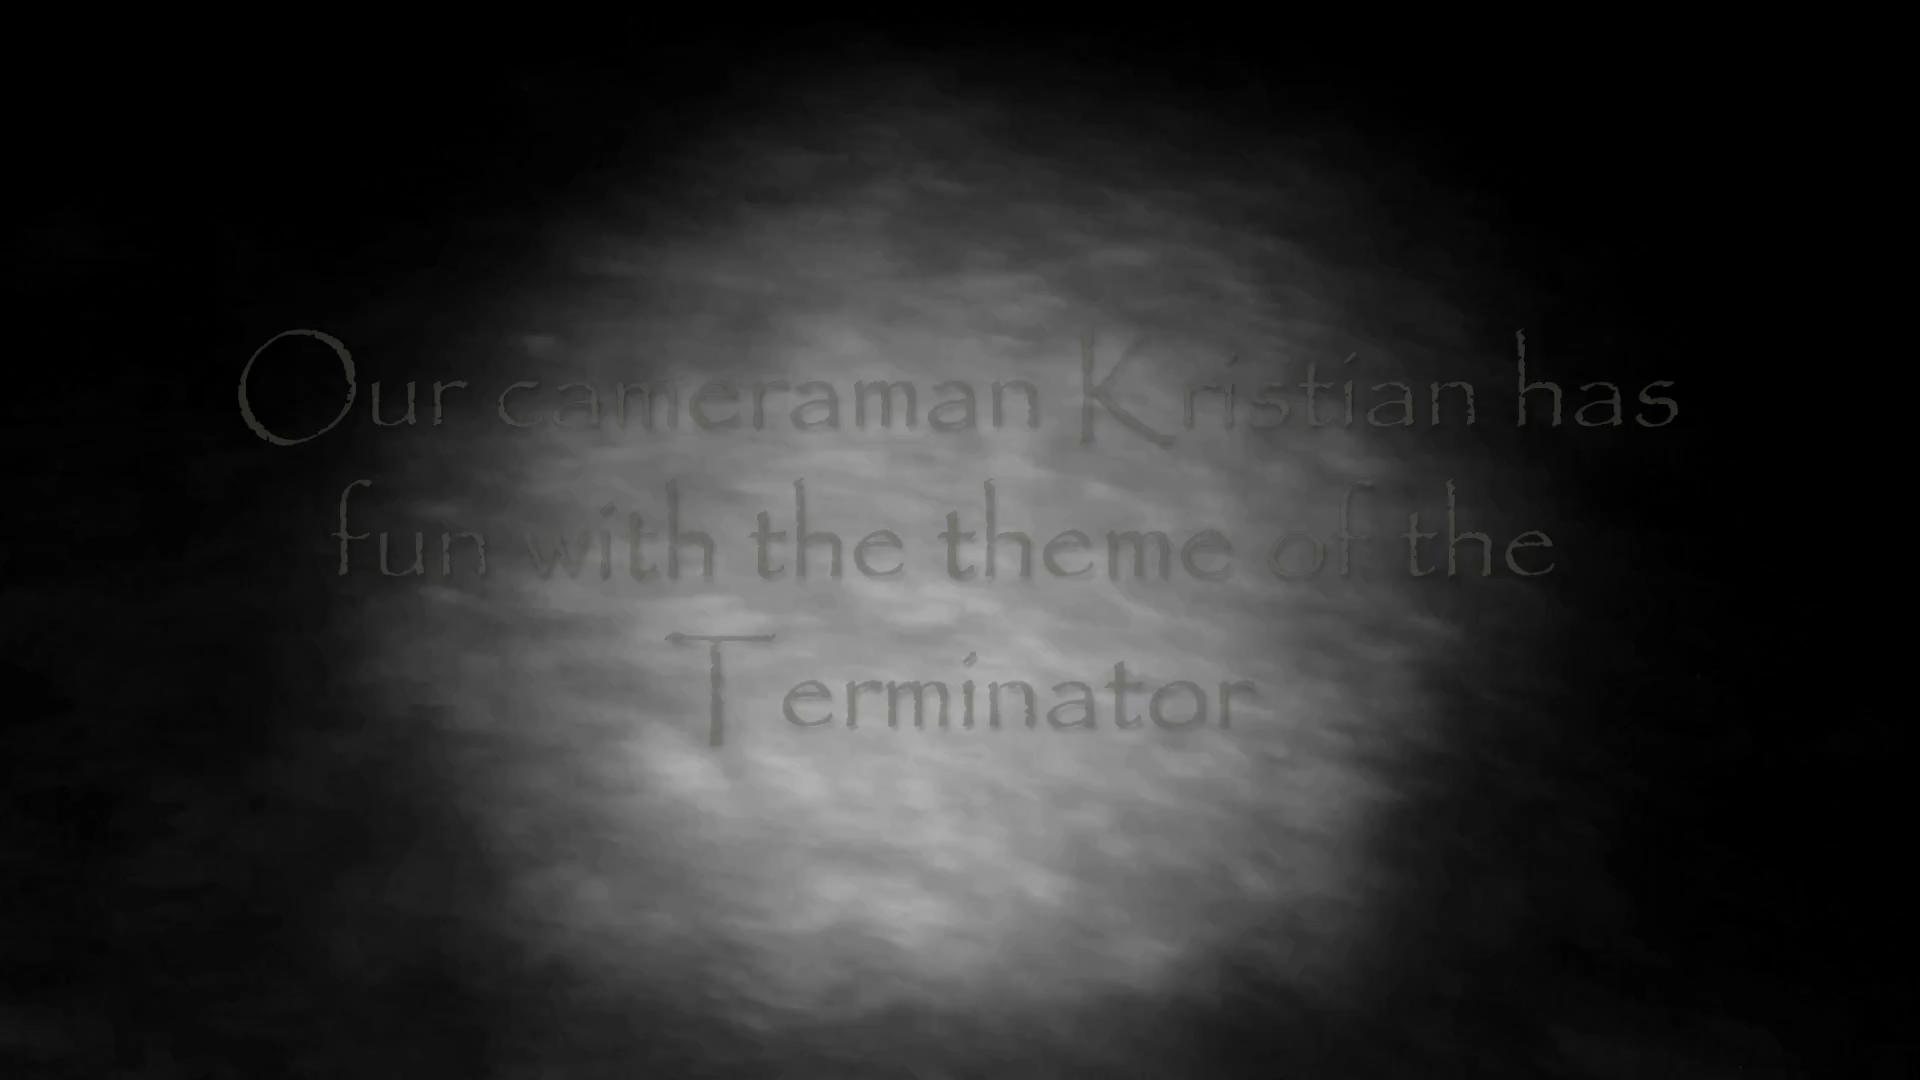 Our cameraman Kristian has
fun with the theme of the
Terminator